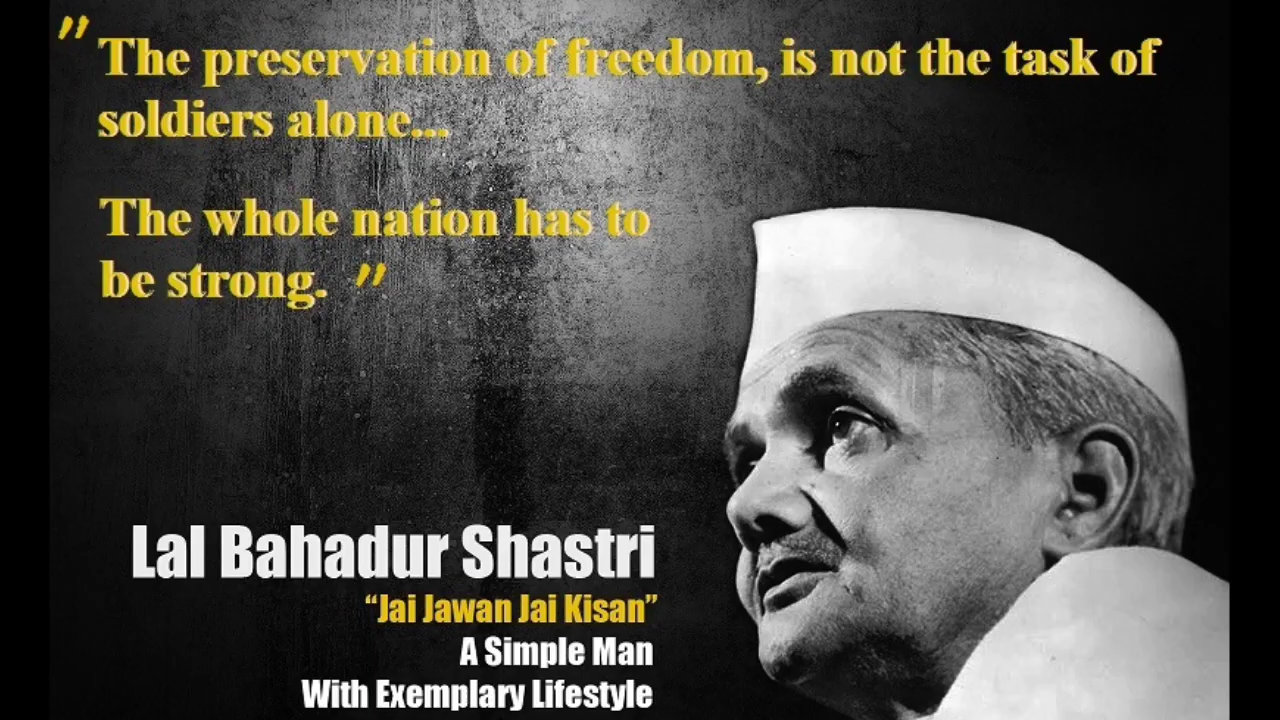 " The preservation of freedom, is not the task of
soldiers alone...
The whole nation has to
be strong. "
Lal Bahadur Shastri
“Jai Jawan Jai Kisan”
A Simple Man
With Exemplary Lifestyle